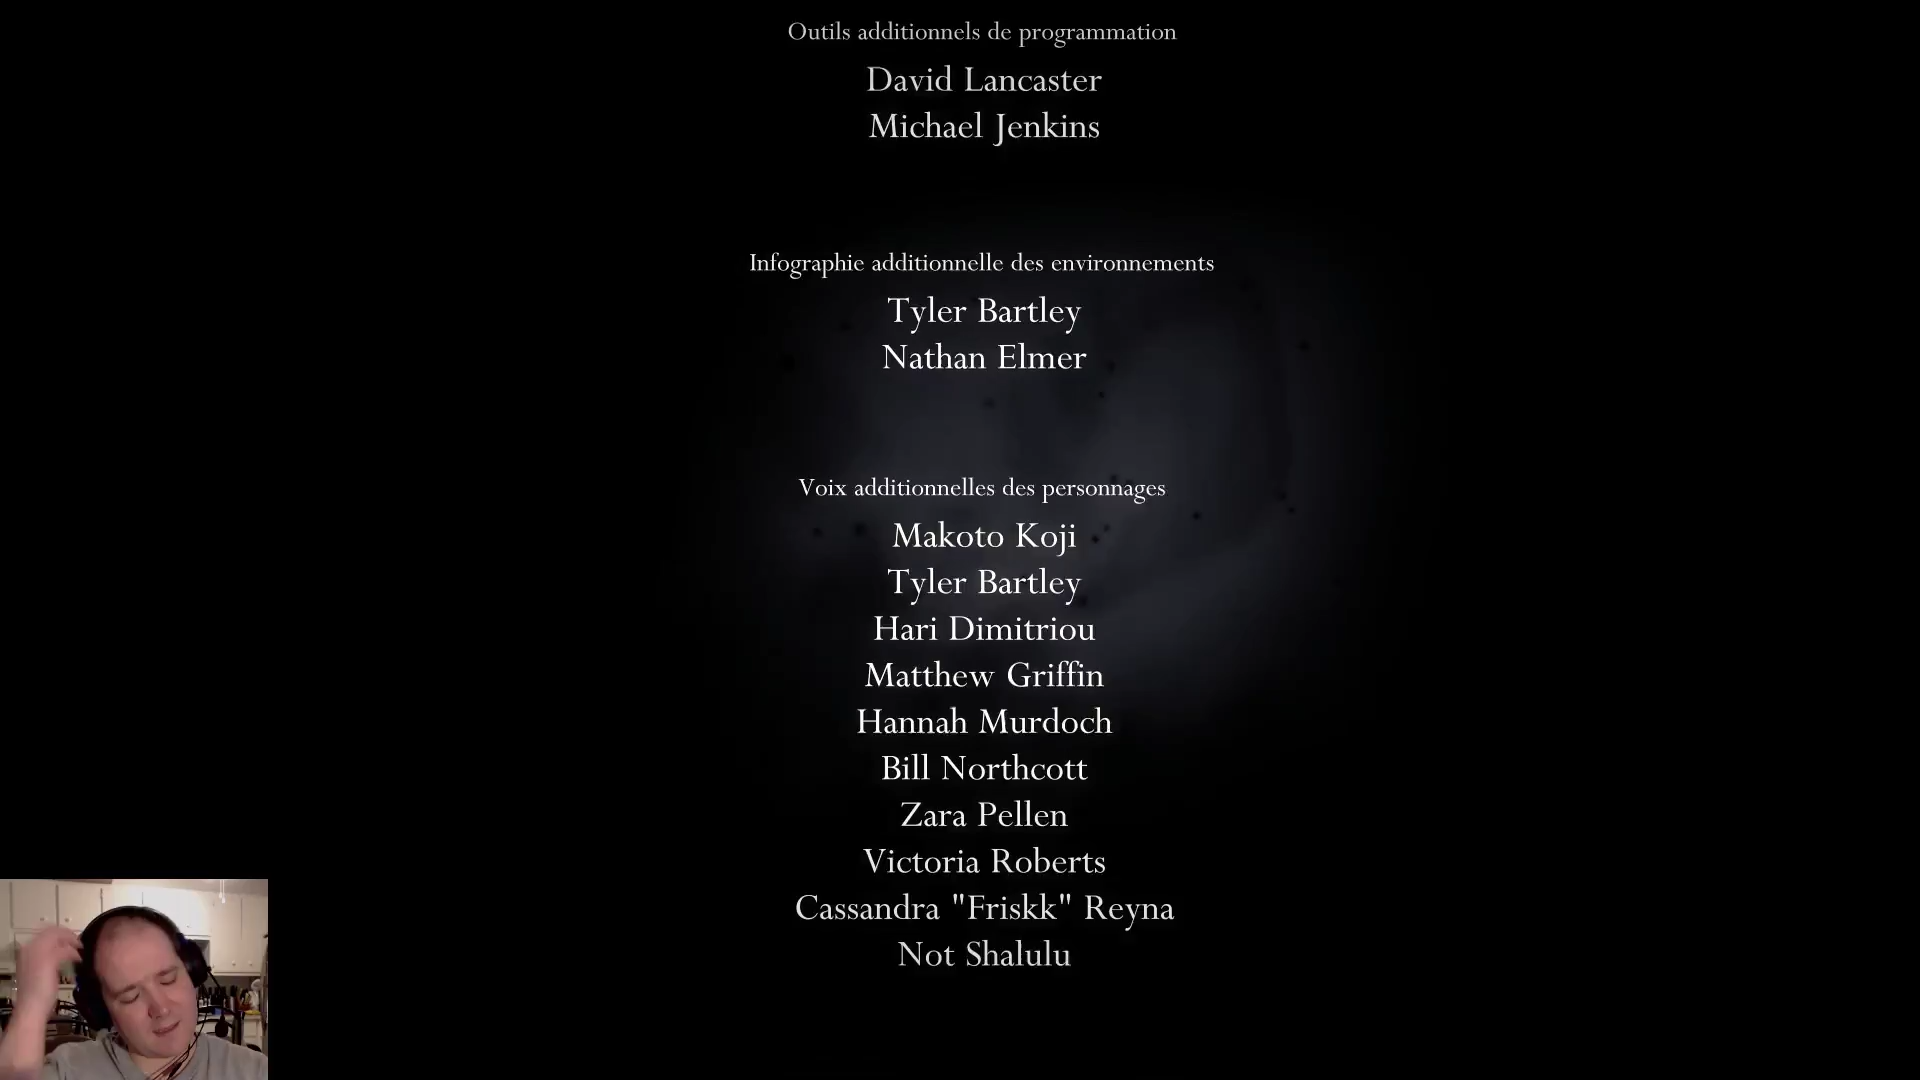 Outils additionnels de programmation
David Lancaster
Michael Jenkins
Infographie additionnelle des environnements
Tyler Bartley
Nathan Elmer
Voix additionnelles des personnages
Makoto Koji
Tyler Bartley
Hari Dimitriou
Matthew Griffin
Hannah Murdoch
Bill Northcott
Zara Pellen
Victoria Roberts
Cassandra "Friskk" Reyna
Not Shalulu